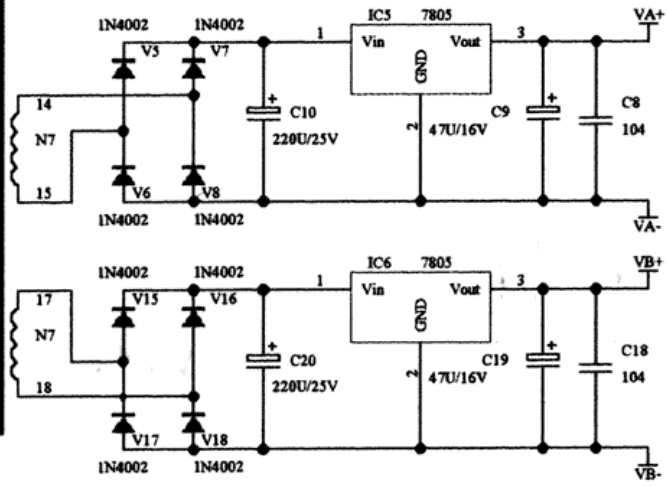 1N4002 1N4002 IC5 7805 VA+
V5 V7 1 Vin Vout 3
GND
14 C10 C9 C8
N7 220U/25V 2 47U/16V 104
15 V6 V8
1N4002 1N4002 VA-
1N4002 1N4002 IC6 7805 VB+
17 V15 V16 1 Vin Vout 3
N7 GND
C20 C19 C18
18 220U/25V 2 47U/16V 104
V17 V18
1N4002 1N4002 VB-